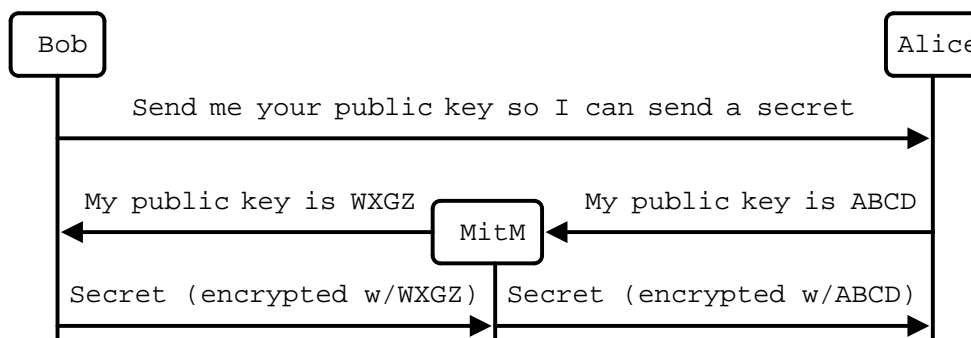 Bob
Alice
Send me your public key so I can send a secret
My public key is WXGZ
My public key is ABCD
MitM
Secret (encrypted w/WXGZ)
Secret (encrypted w/ABCD)